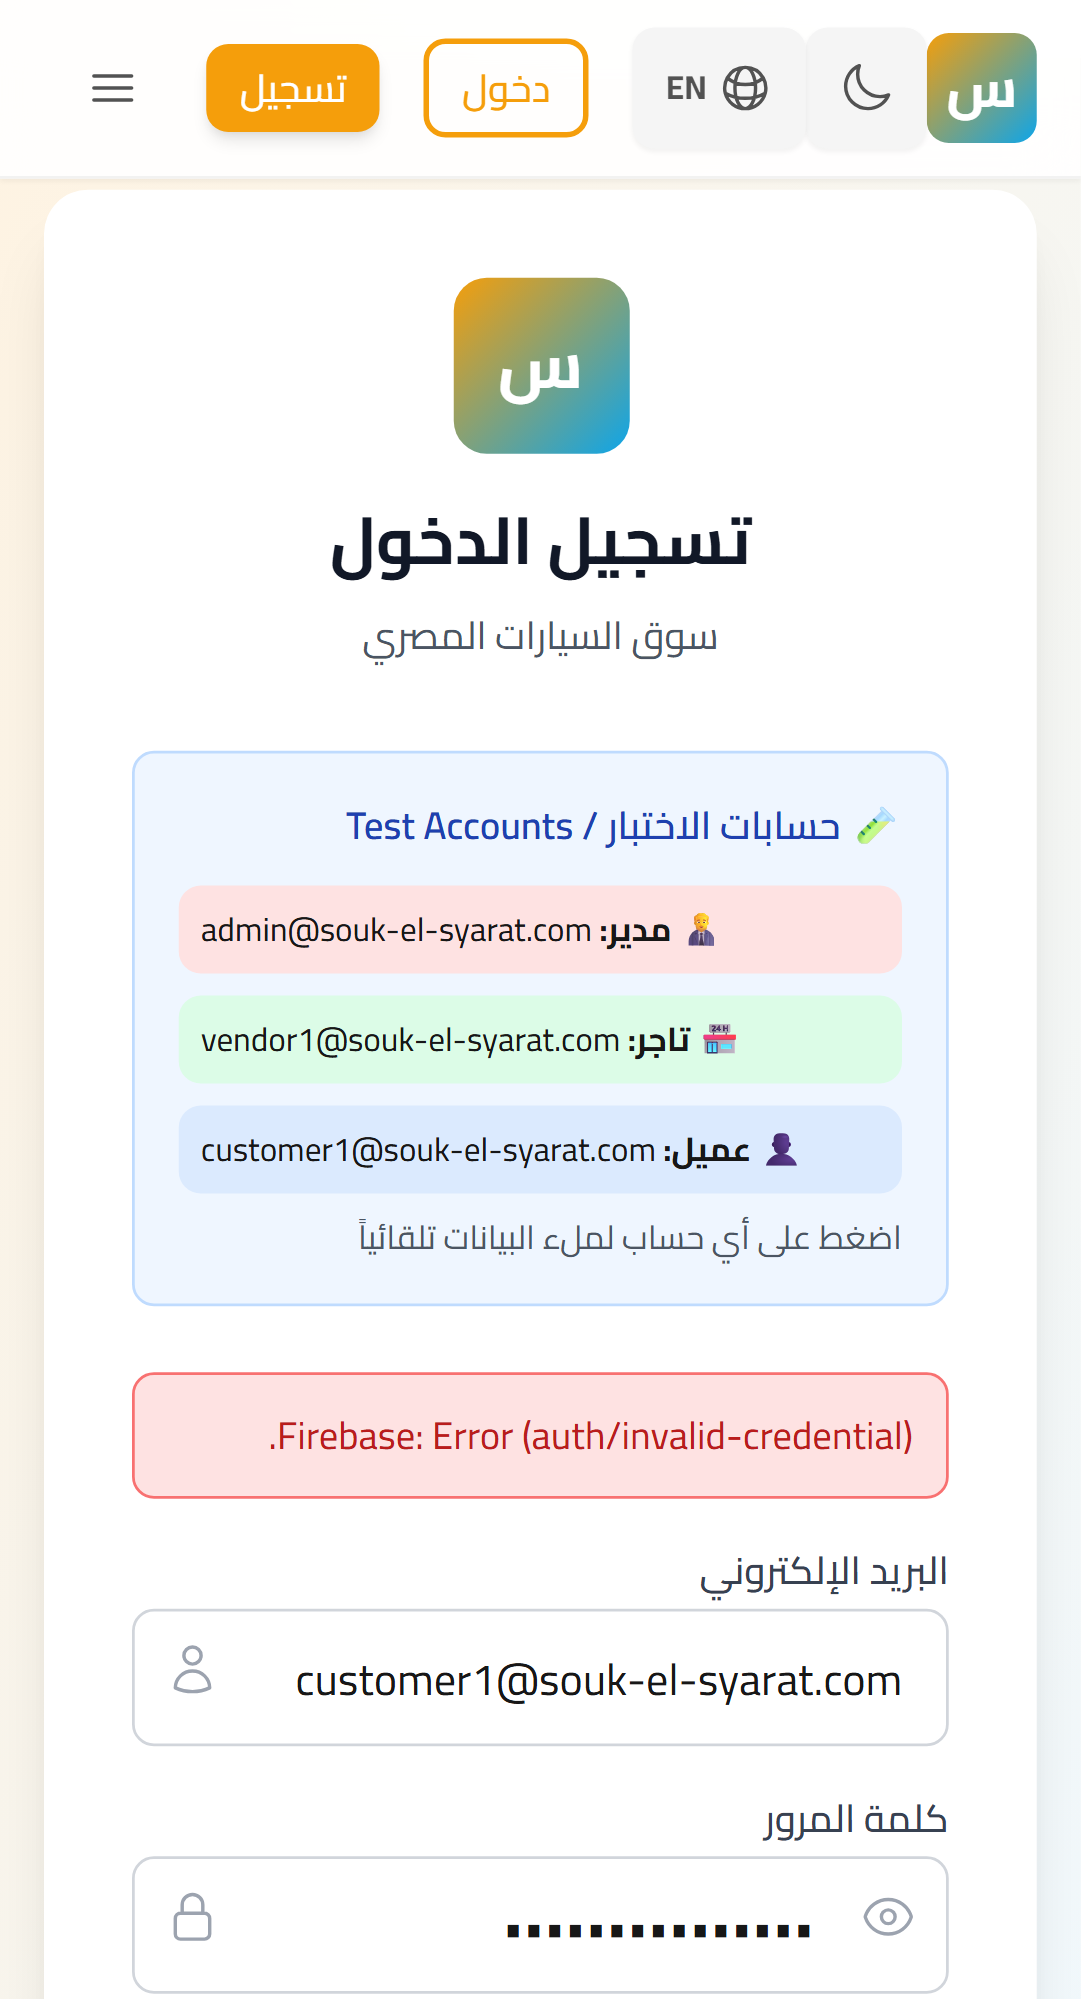 س
EN
دخول
تسجيل
س
تسجيل الدخول
سوق السيارات المصري
🧪 حسابات الاختبار / Test Accounts
👨‍💼 مدير: admin@souk-el-syarat.com
🏪 تاجر: vendor1@souk-el-syarat.com
👤 عميل: customer1@souk-el-syarat.com
اضغط على أي حساب لملء البيانات تلقائياً
Firebase: Error (auth/invalid-credential).
البريد الإلكتروني
customer1@souk-el-syarat.com
كلمة المرور